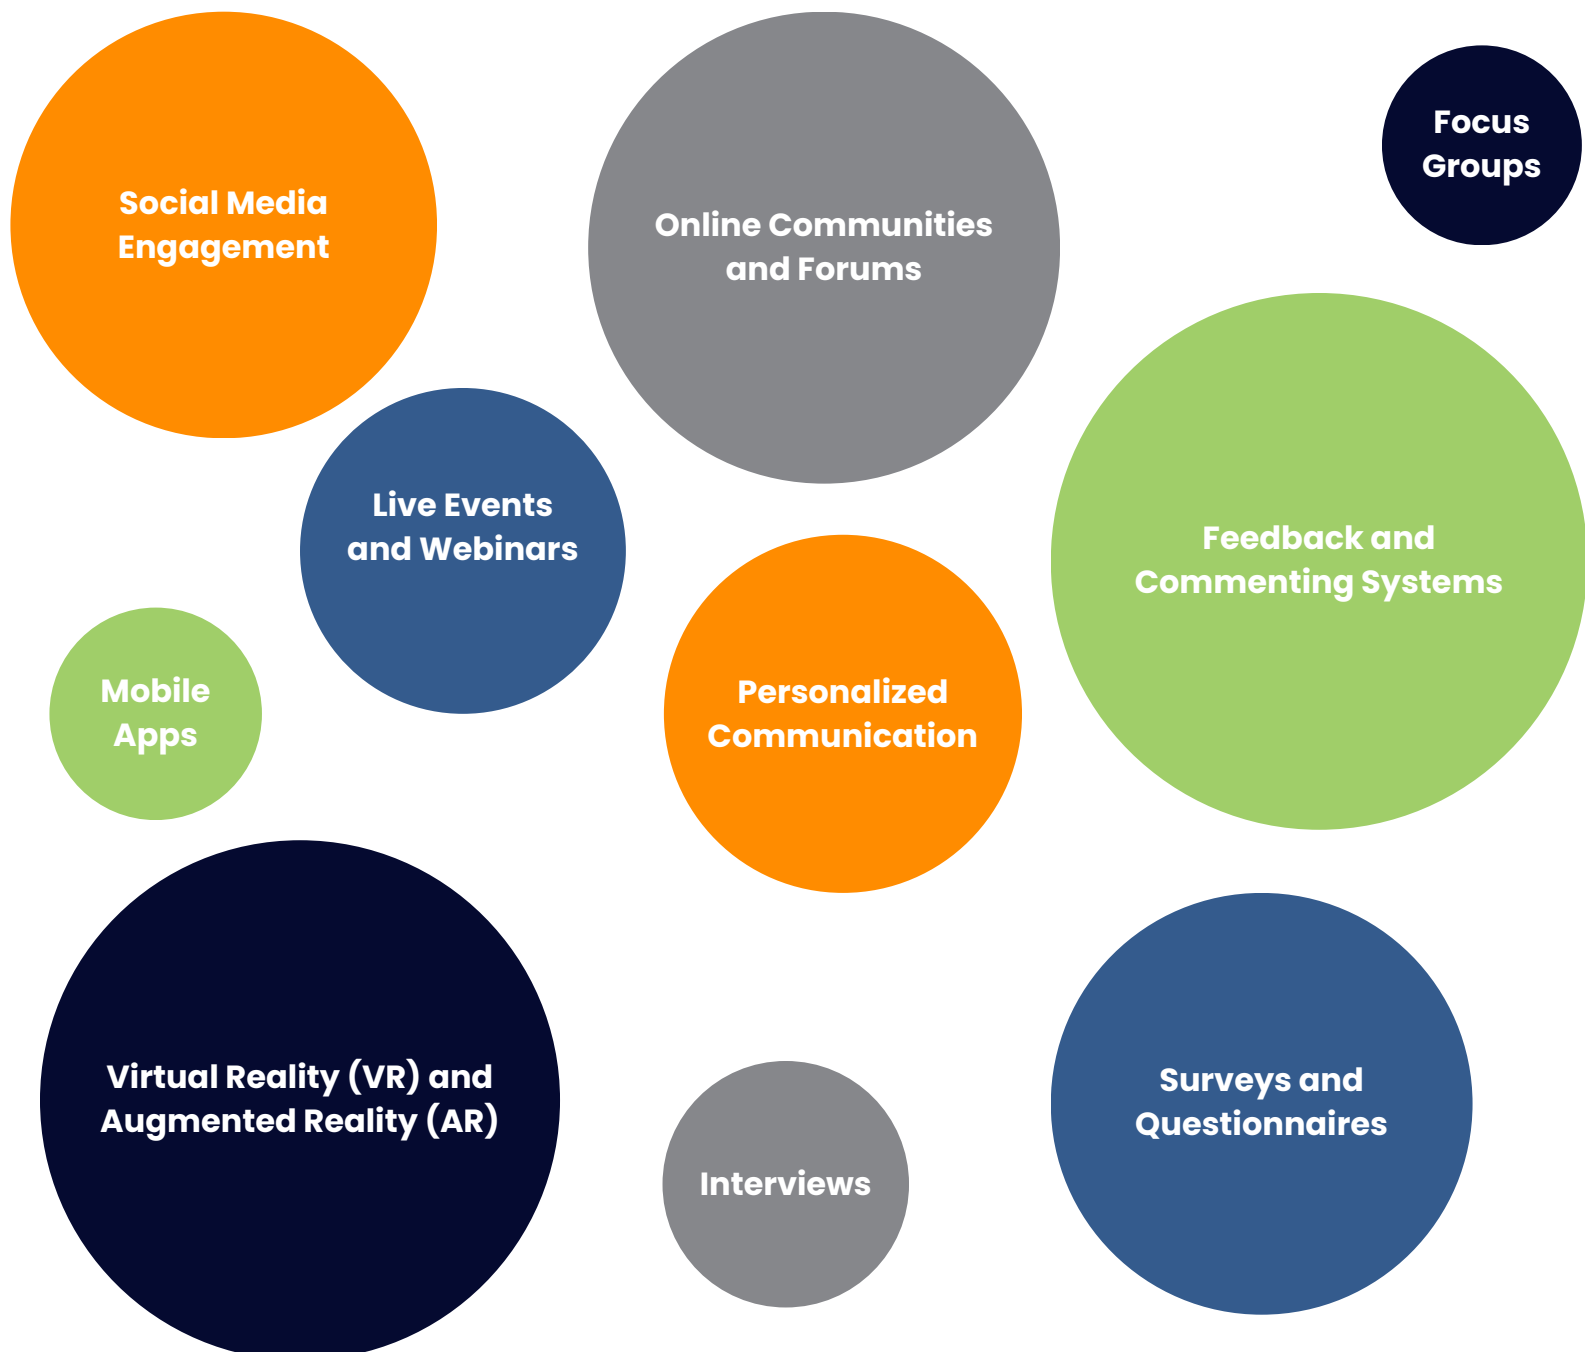 Social Media
Engagement
Online Communities
and Forums
Focus
Groups
Live Events
and Webinars
Feedback and
Commenting Systems
Mobile
Apps
Personalized
Communication
Virtual Reality (VR) and
Augmented Reality (AR)
Interviews
Surveys and
Questionnaires